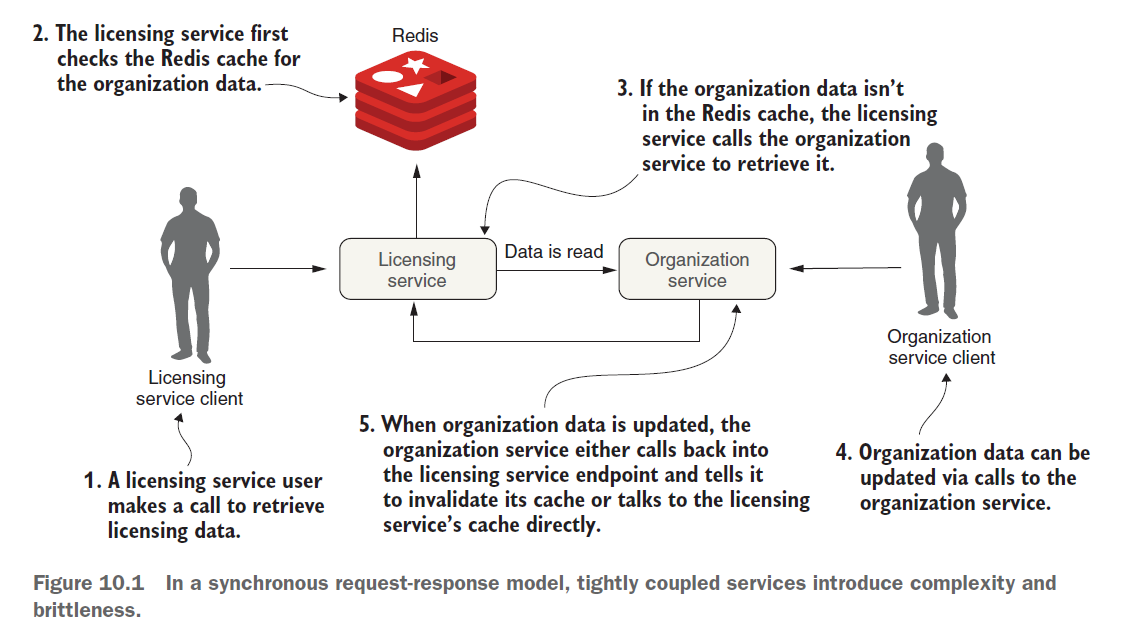 2. The licensing service first
checks the Redis cache for
the organization data.
Redis
3. If the organization data isn't
in the Redis cache, the licensing
service calls the organization
service to retrieve it.
Licensing
service
Data is read
Organization
service
Licensing
service client
Organization
service client
1. A licensing service user
makes a call to retrieve
licensing data.
5. When organization data is updated, the
organization service either calls back into
the licensing service endpoint and tells it
to invalidate its cache or talks to the licensing
service's cache directly.
4. Organization data can be
updated via calls to the
organization service.
Figure 10.1 In a synchronous request-response model, tightly coupled services introduce complexity and
brittleness.